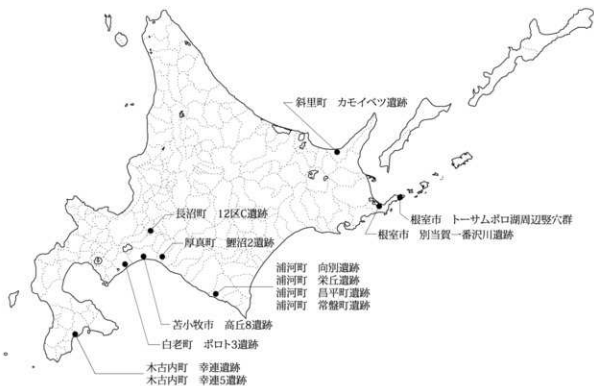 斜里町　カモイベツ遺跡
根室市　トーサムポロ湖周辺竪穴群
根室市　別当賀一番沢川遺跡
長沼町　12区C遺跡
厚真町　鯉沼2遺跡
浦河町　向別遺跡
浦河町　栄丘遺跡
浦河町　昌平町遺跡
浦河町　常盤町遺跡
苫小牧市　高丘8遺跡
白老町　ポロト3遺跡
木古内町　幸連遺跡
木古内町　幸連5遺跡